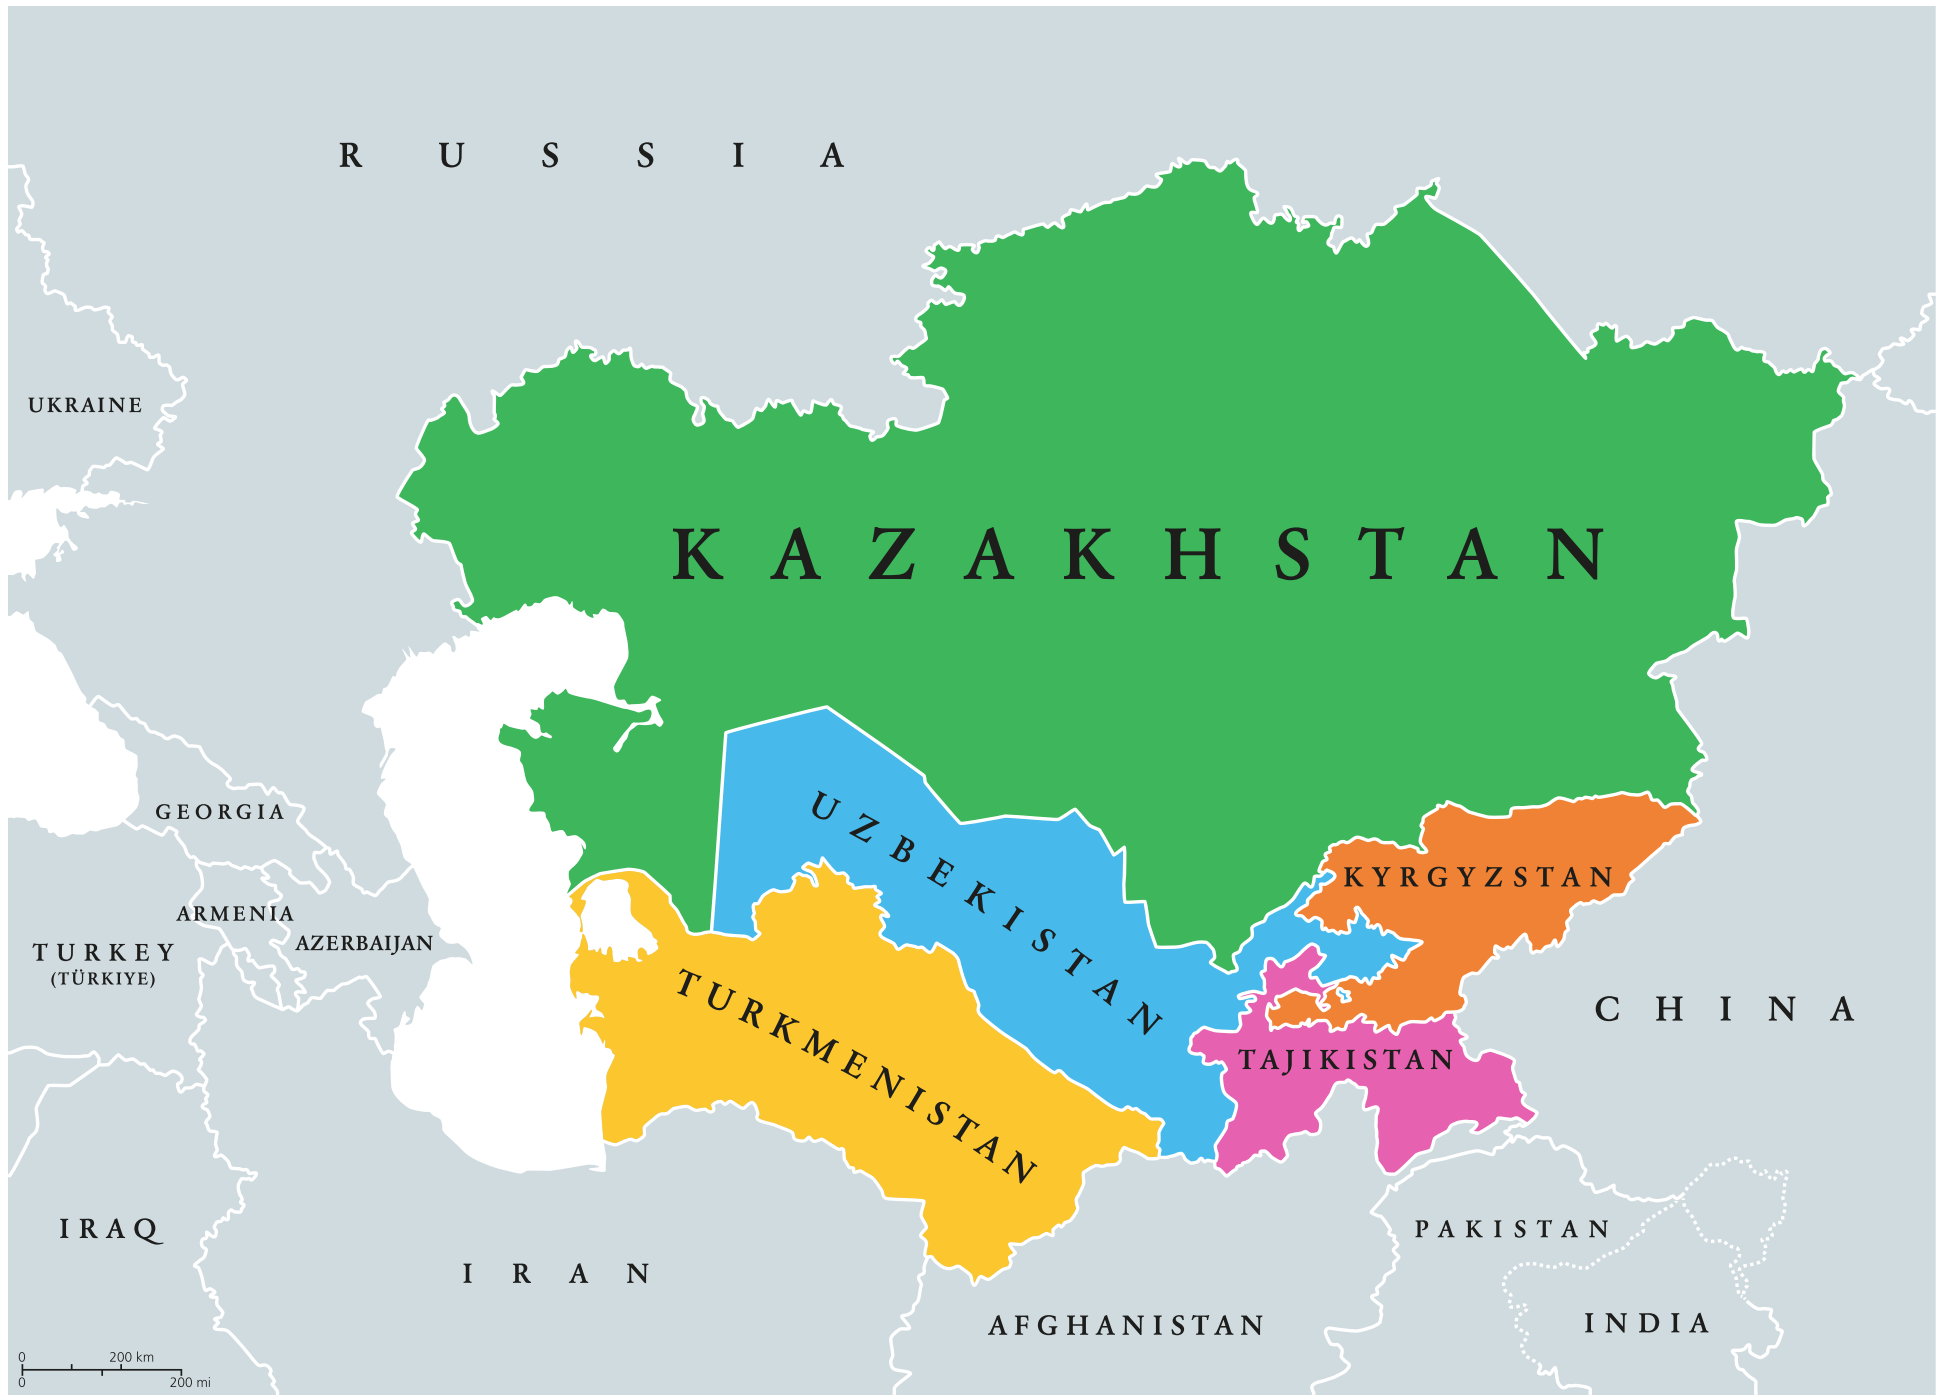 RUSSIA
UKRAINE
KAZAKHSTAN
GEORGIA
UZBEKISTAN
KYRGYZSTAN
ARMENIA
AZERBAIJAN
TURKEY
(TÜRKIYE)
TURKMENISTAN
CHINA
TAJIKISTAN
IRAQ
IRAN
PAKISTAN
AFGHANISTAN
INDIA
0 200 km
0 200 mi